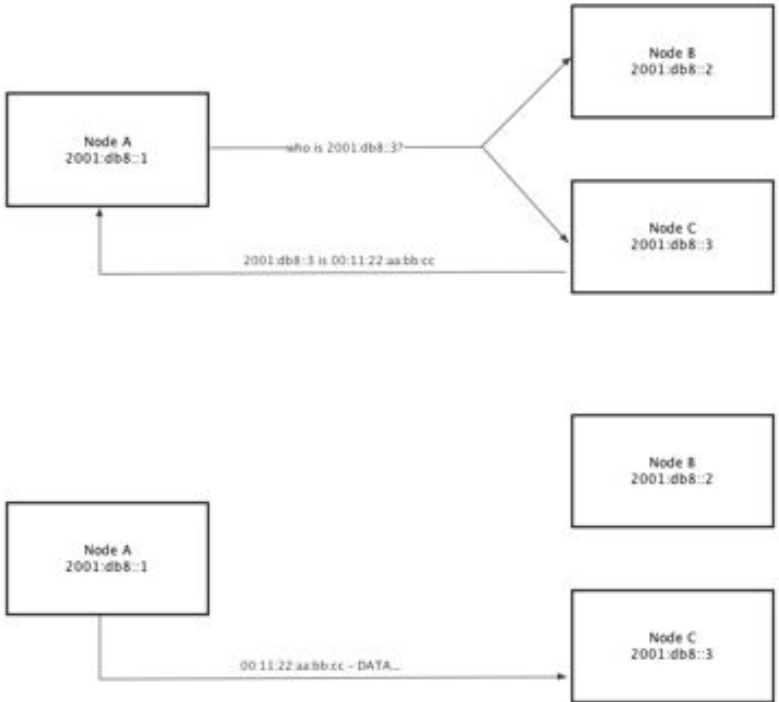 Node B
2001:db8::2
Node A
2001:db8::1
who is 2001:db8::3?
Node C
2001:db8::3
2001:db8::3 is 00:11:22:aa:bb:cc
Node B
2001:db8::2
Node A
2001:db8::1
Node C
2001:db8::3
00:11:22:aa:bb:cc - DATA...